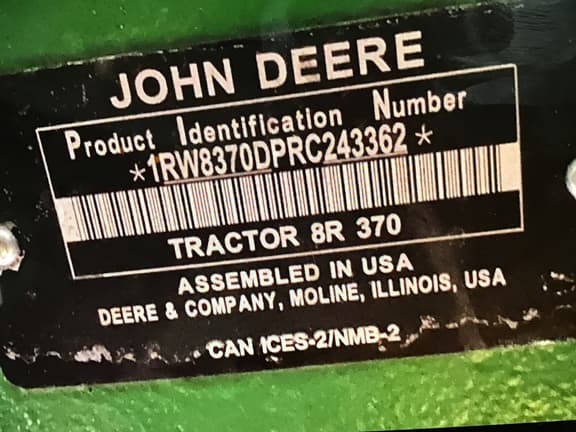 JOHN DEERE
Product Identification Number
*1RW8370DPRC243362*
TRACTOR 8R 370
ASSEMBLED IN USA
DEERE & COMPANY, MOLINE, ILLINOIS, USA
CAN ICES-2/NMB-2